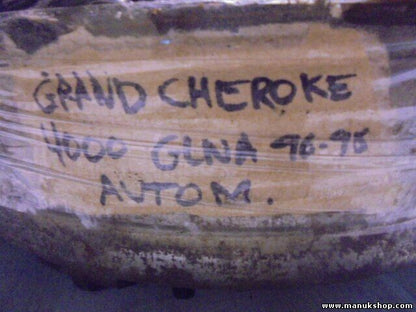 GRAND CHEROKE
4000 GLNA 96-98
AUTOM.
www.manukshop.com